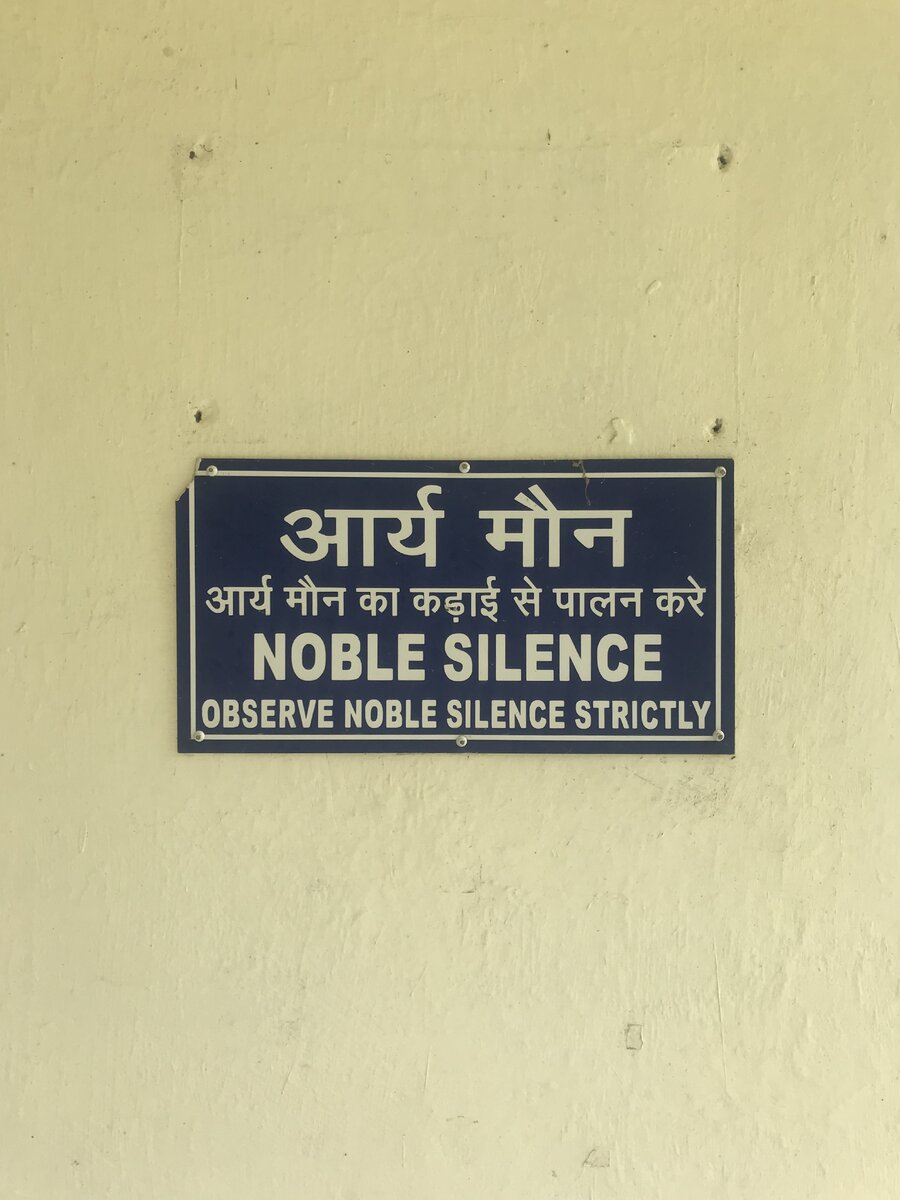 आर्य मौन
आर्य मौन का कड़ाई से पालन करे
NOBLE SILENCE
OBSERVE NOBLE SILENCE STRICTLY